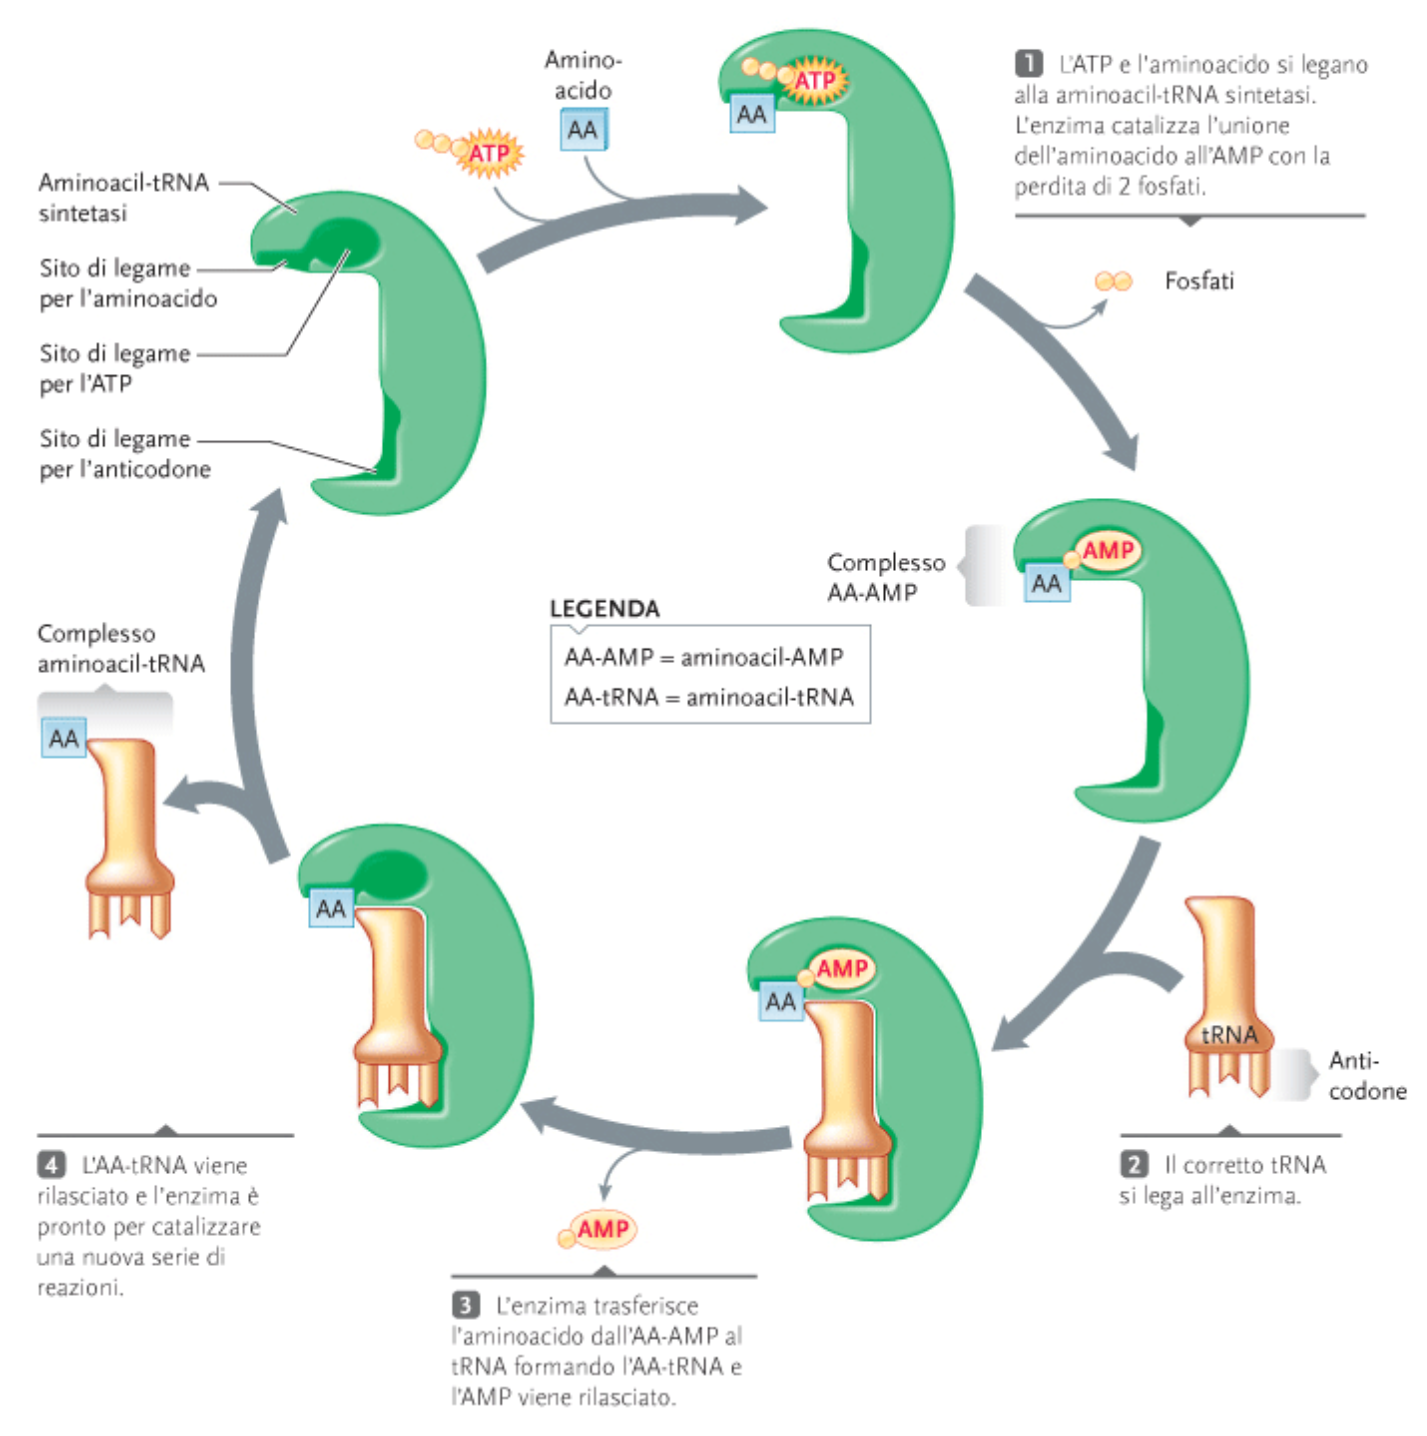 Amino-
acido
AA
ATP
ATP
AA
1 L'ATP e l'aminoacido si legano
alla aminoacil-tRNA sintetasi.
L'enzima catalizza l'unione
dell'aminoacido all'AMP con la
perdita di 2 fosfati.
Aminoacil-tRNA
sintetasi
Sito di legame
per l'aminoacido
Sito di legame
per l'ATP
Sito di legame
per l'anticodone
Fosfati
Complesso
AA-AMP
AMP
AA
LEGENDA
AA-AMP = aminoacil-AMP
AA-tRNA = aminoacil-tRNA
Complesso
aminoacil-tRNA
AA
AA
AMP
AA
tRNA
Anti-
codone
2 Il corretto tRNA
si lega all'enzima.
AMP
3 L'enzima trasferisce
l'aminoacido dall'AA-AMP al
tRNA formando l'AA-tRNA e
l'AMP viene rilasciato.
4 L'AA-tRNA viene
rilasciato e l'enzima è
pronto per catalizzare
una nuova serie di
reazioni.